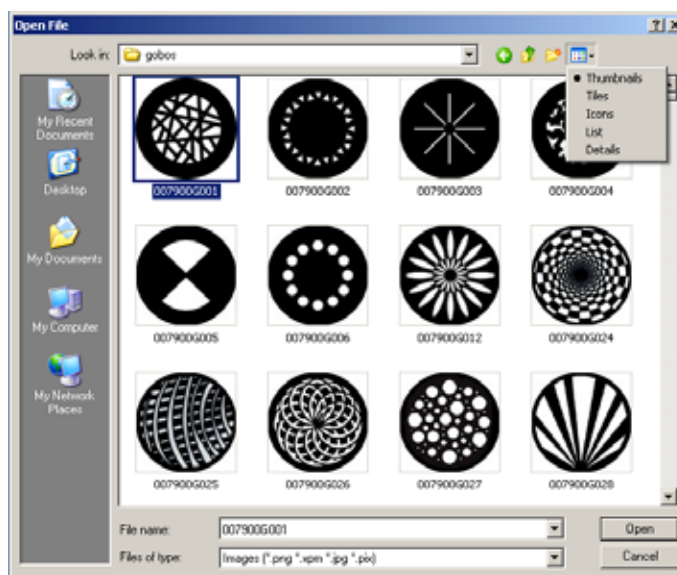 Open File
Look in:
gobos
Thumbnails
Tiles
Icons
List
Details
My Recent
Documents
Desktop
My Documents
My Computer
My Network
Places
007900G001
007900G002
007900G003
007900G004
007900G005
007900G006
007900G012
007900G024
007900G025
007900G026
007900G027
007900G028
File name:
007900G001
Open
Files of type:
Images (*.png *.xpm *.jpg *.pix)
Cancel